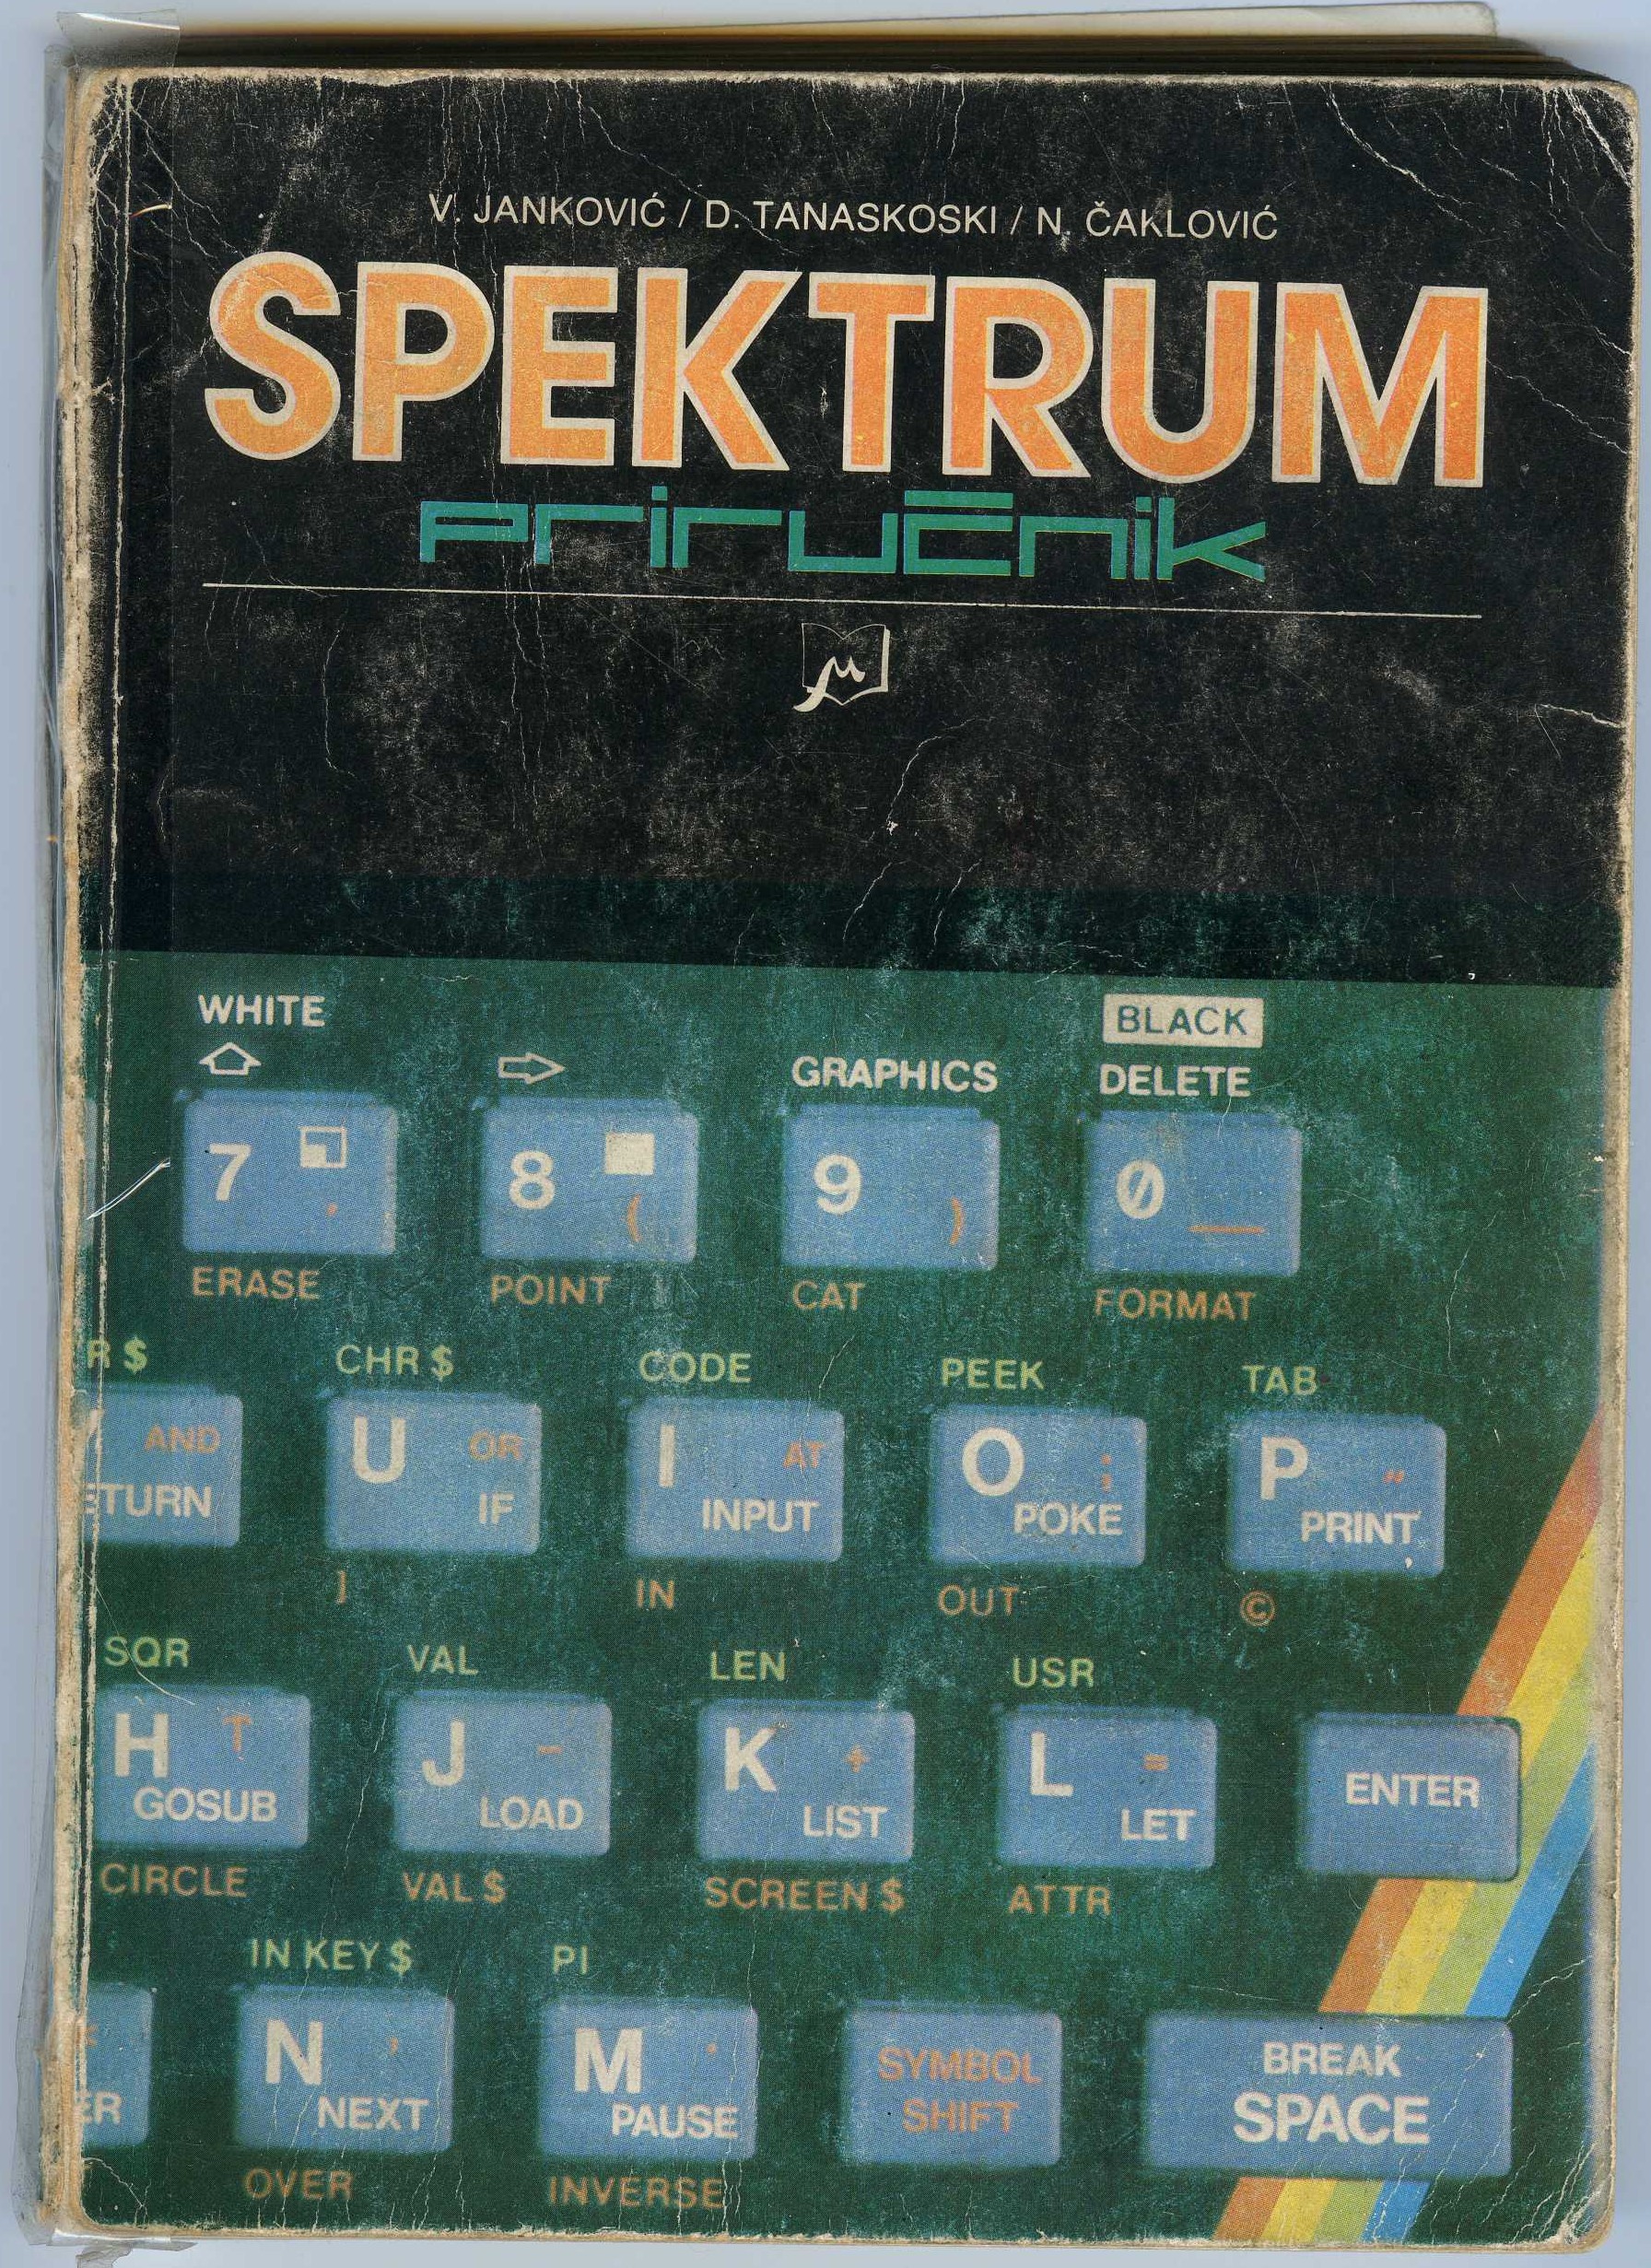 V. JANKOVIĆ / D. TANASKOSKI / N. ČAKLOVIĆ
SPEKTRUM
priručnik
WHITE
BLACK
GRAPHICS
DELETE
7
8 (
9 )
0 _
ERASE
POINT
CAT
FORMAT
R $
CHR $
CODE
PEEK
TAB
AND
ETURN
U OR
IF
I AT
INPUT
O ;
POKE
P "
PRINT
]
IN
OUT
©
SQR
VAL
LEN
USR
H ↑
GOSUB
J -
LOAD
K +
LIST
L =
LET
ENTER
CIRCLE
VAL $
SCREEN $
ATTR
IN KEY $
PI
ER
N ,
NEXT
M .
PAUSE
SYMBOL
SHIFT
BREAK
SPACE
OVER
INVERSE